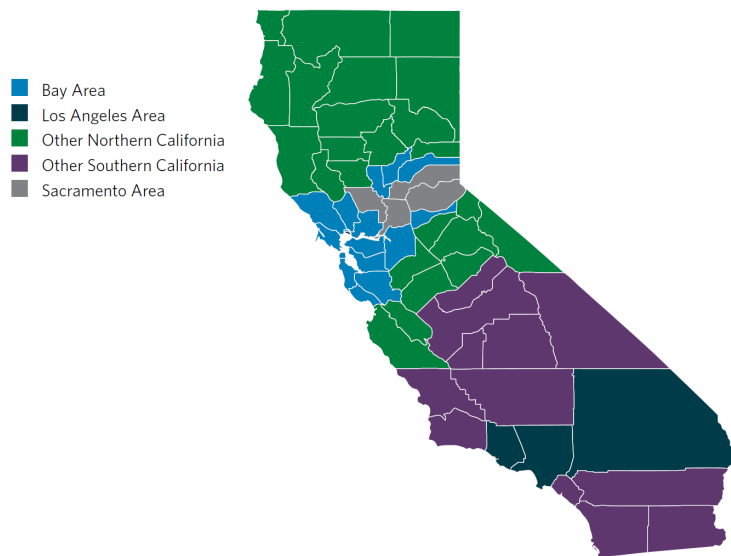 Bay Area
Los Angeles Area
Other Northern California
Other Southern California
Sacramento Area